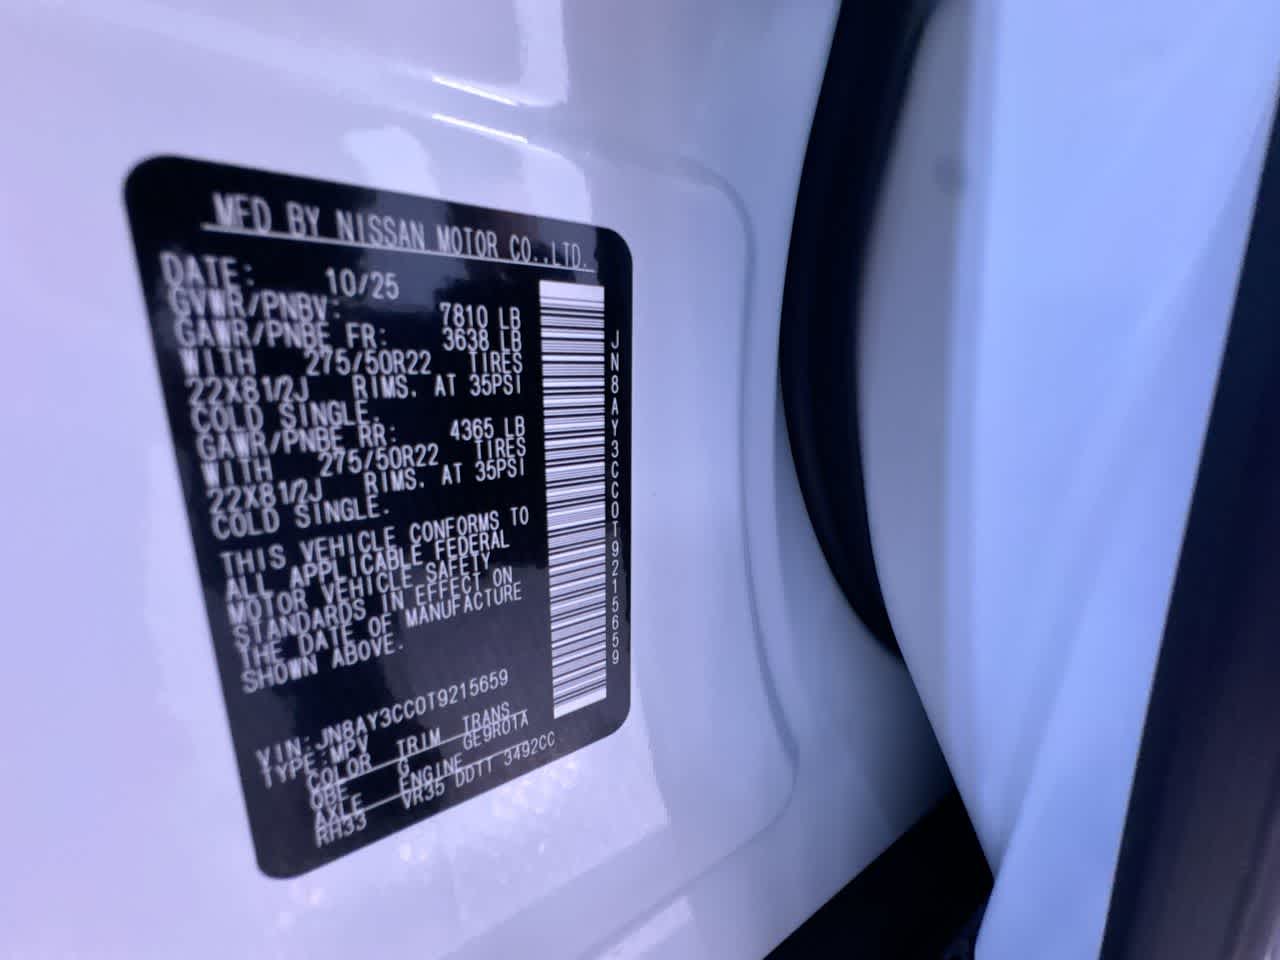 MFD BY NISSAN MOTOR CO.,LTD.
DATE: 10/25
GVWR/PNBV: 7810 LB
GAWR/PNBE FR: 3638 LB
WITH 275/50R22 TIRES
22X81/2J RIMS. AT 35PSI
COLD SINGLE.
GAWR/PNBE RR: 4365 LB
WITH 275/50R22 TIRES
22X81/2J RIMS. AT 35PSI
COLD SINGLE.
THIS VEHICLE CONFORMS TO
ALL APPLICABLE FEDERAL
MOTOR VEHICLE SAFETY
STANDARDS IN EFFECT ON
THE DATE OF MANUFACTURE
SHOWN ABOVE.
VIN:JN8AY3CC0T9215659
TYPE:MPV
COLOR TRIM TRANS
QBE G GE9R01A
AXLE ENGINE
RH33 VR35 DDTT 3492CC
JN8AY3CC0T9215659